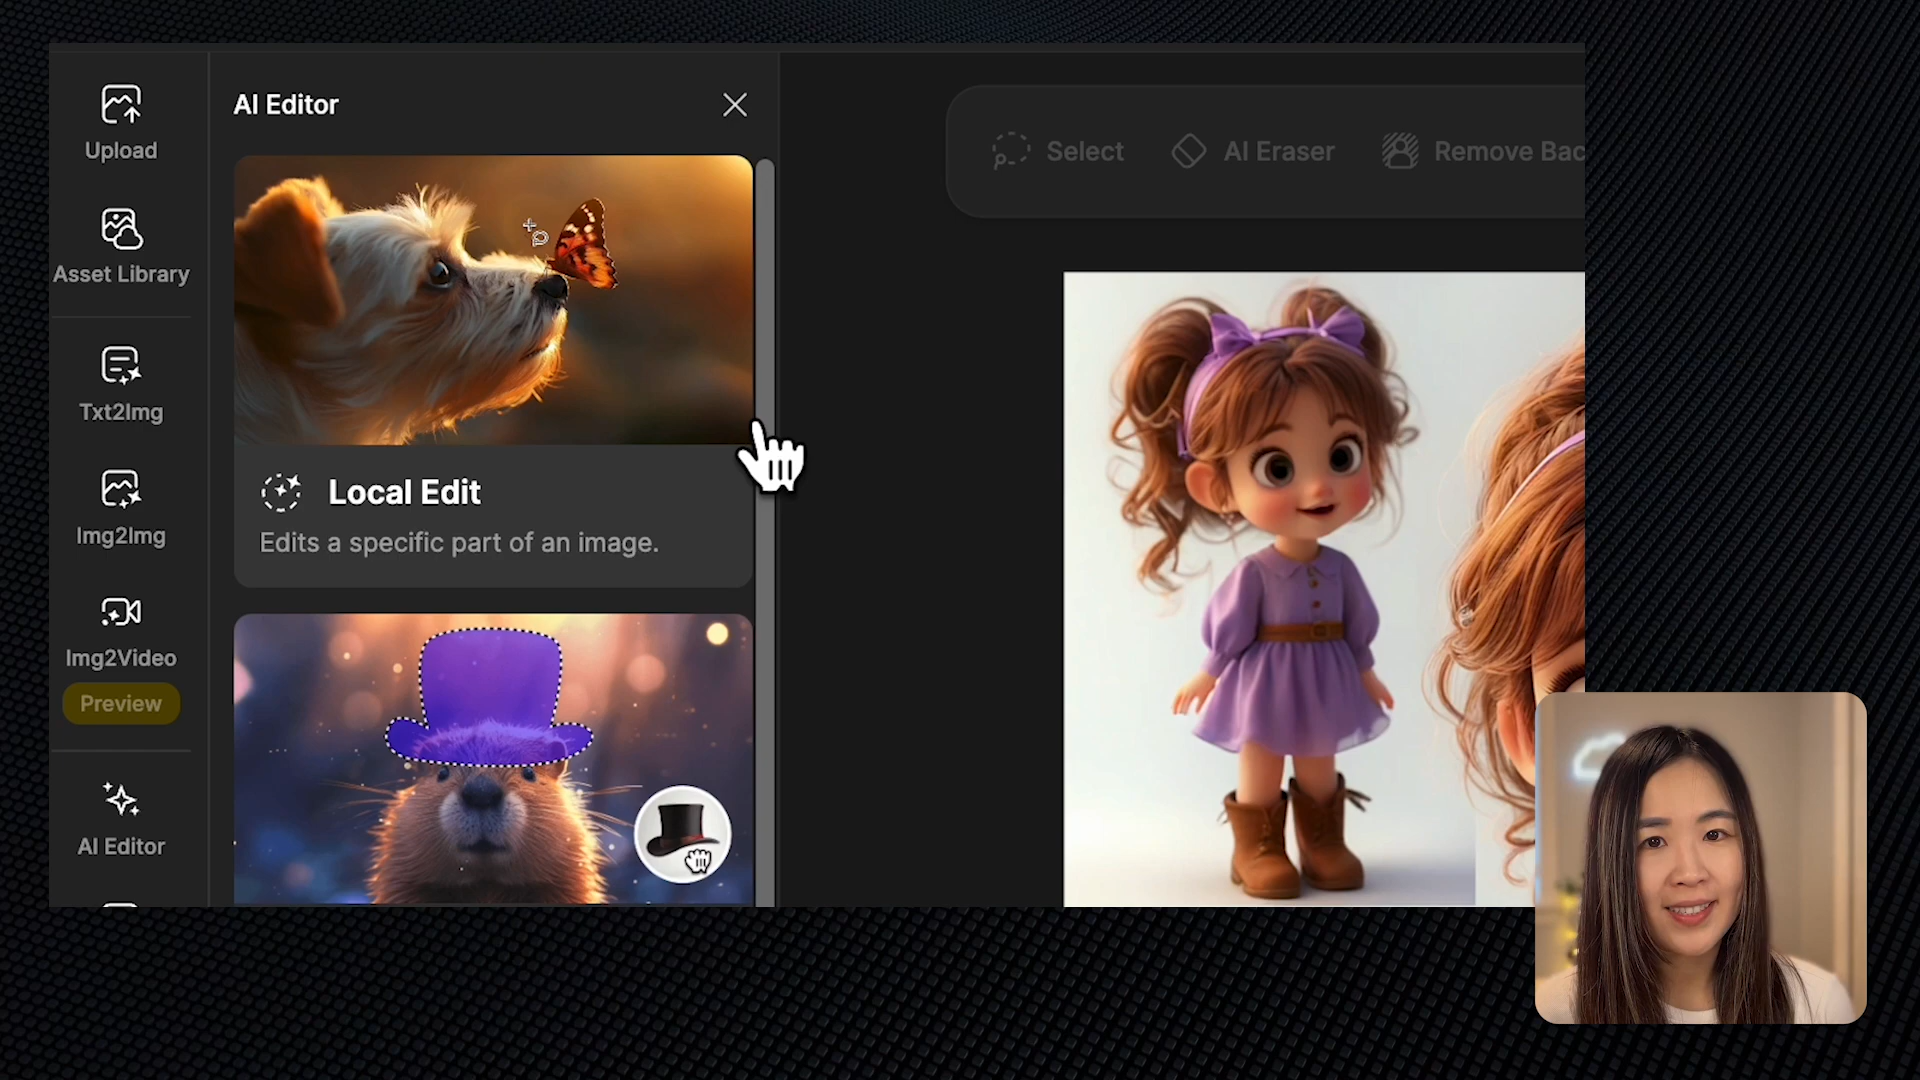 Upload
Asset Library
Txt2Img
Img2Img
Img2Video
Preview
AI Editor
AI Editor
Local Edit
Edits a specific part of an image.
Select
AI Eraser
Remove Bac